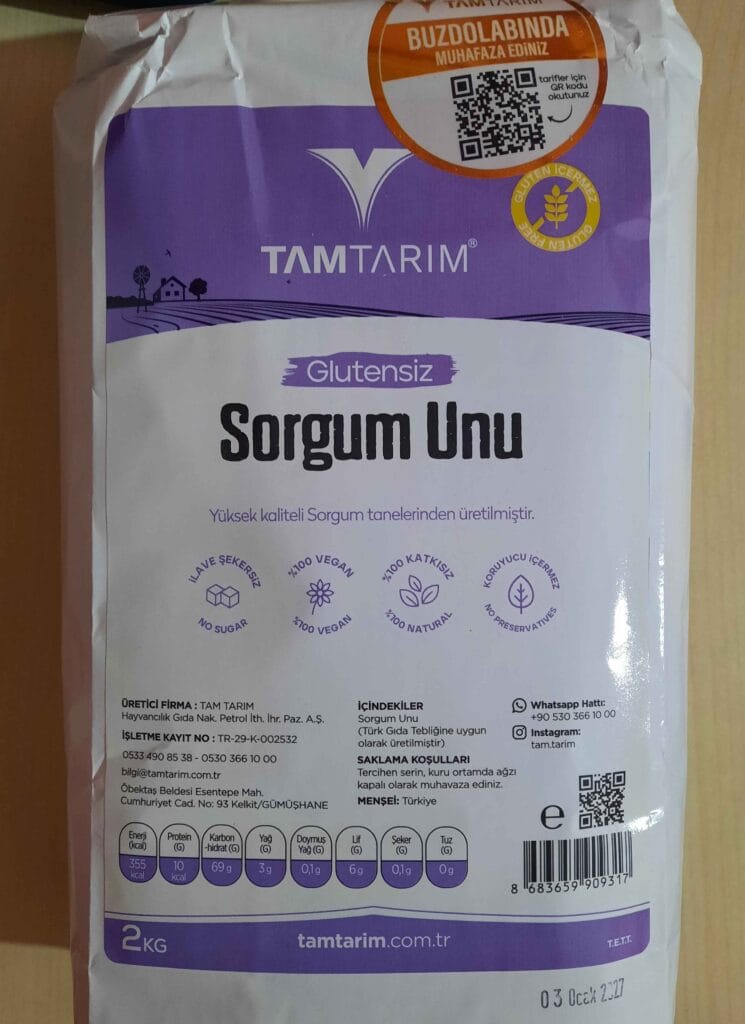 TAMTARIM
BUZDOLABINDA
MUHAFAZA EDİNİZ
tarifler için
QR kodu
okutunuz
GLUTEN İÇERMEZ
GLUTEN FREE
TAMTARIM®
Glutensiz
Sorgum Unu
Yüksek kaliteli Sorgum tanelerinden üretilmiştir.
İLAVE ŞEKERSİZ
NO SUGAR
%100 VEGAN
%100 VEGAN
%100 KATKISIZ
%100 NATURAL
KORUYUCU İÇERMEZ
NO PRESERVATIVES
ÜRETİCİ FİRMA : TAM TARIM
Hayvancılık Gıda Nak. Petrol İth. İhr. Paz. A.Ş.
İŞLETME KAYIT NO : TR-29-K-002532
0533 490 85 38 - 0530 366 10 00
bilgi@tamtarim.com.tr
Öbektaş Beldesi Esentepe Mah.
Cumhuriyet Cad. No: 93 Kelkit/GÜMÜŞHANE
İÇİNDEKİLER
Sorgum Unu
(Türk Gıda Tebliğine uygun
olarak üretilmiştir)
SAKLAMA KOŞULLARI
Tercihen serin, kuru ortamda ağzı
kapalı olarak muhavaza ediniz.
MENŞEİ: Türkiye
Whatsapp Hattı:
+90 530 366 10 00
Instagram:
tam.tarim
e
Enerji (kcal) 355 kcal
Protein (G) 10 g
Karbon-hidrat (G) 69 g
Yağ (G) 3 g
Doymuş Yağ (G) 0,1 g
Lif (G) 6 g
Şeker (G) 0,1 g
Tuz (G) 0 g
8 683659 909317
2KG
tamtarim.com.tr
T.E.T.T.
03 Ocak 2027